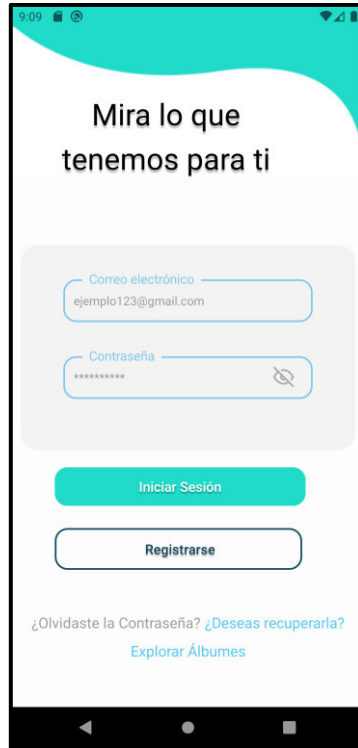 9:09
Mira lo que
tenemos para ti
Correo electrónico
ejemplo123@gmail.com
Contraseña
**********
Iniciar Sesión
Registrarse
¿Olvidaste la Contraseña? ¿Deseas recuperarla?
Explorar Álbumes